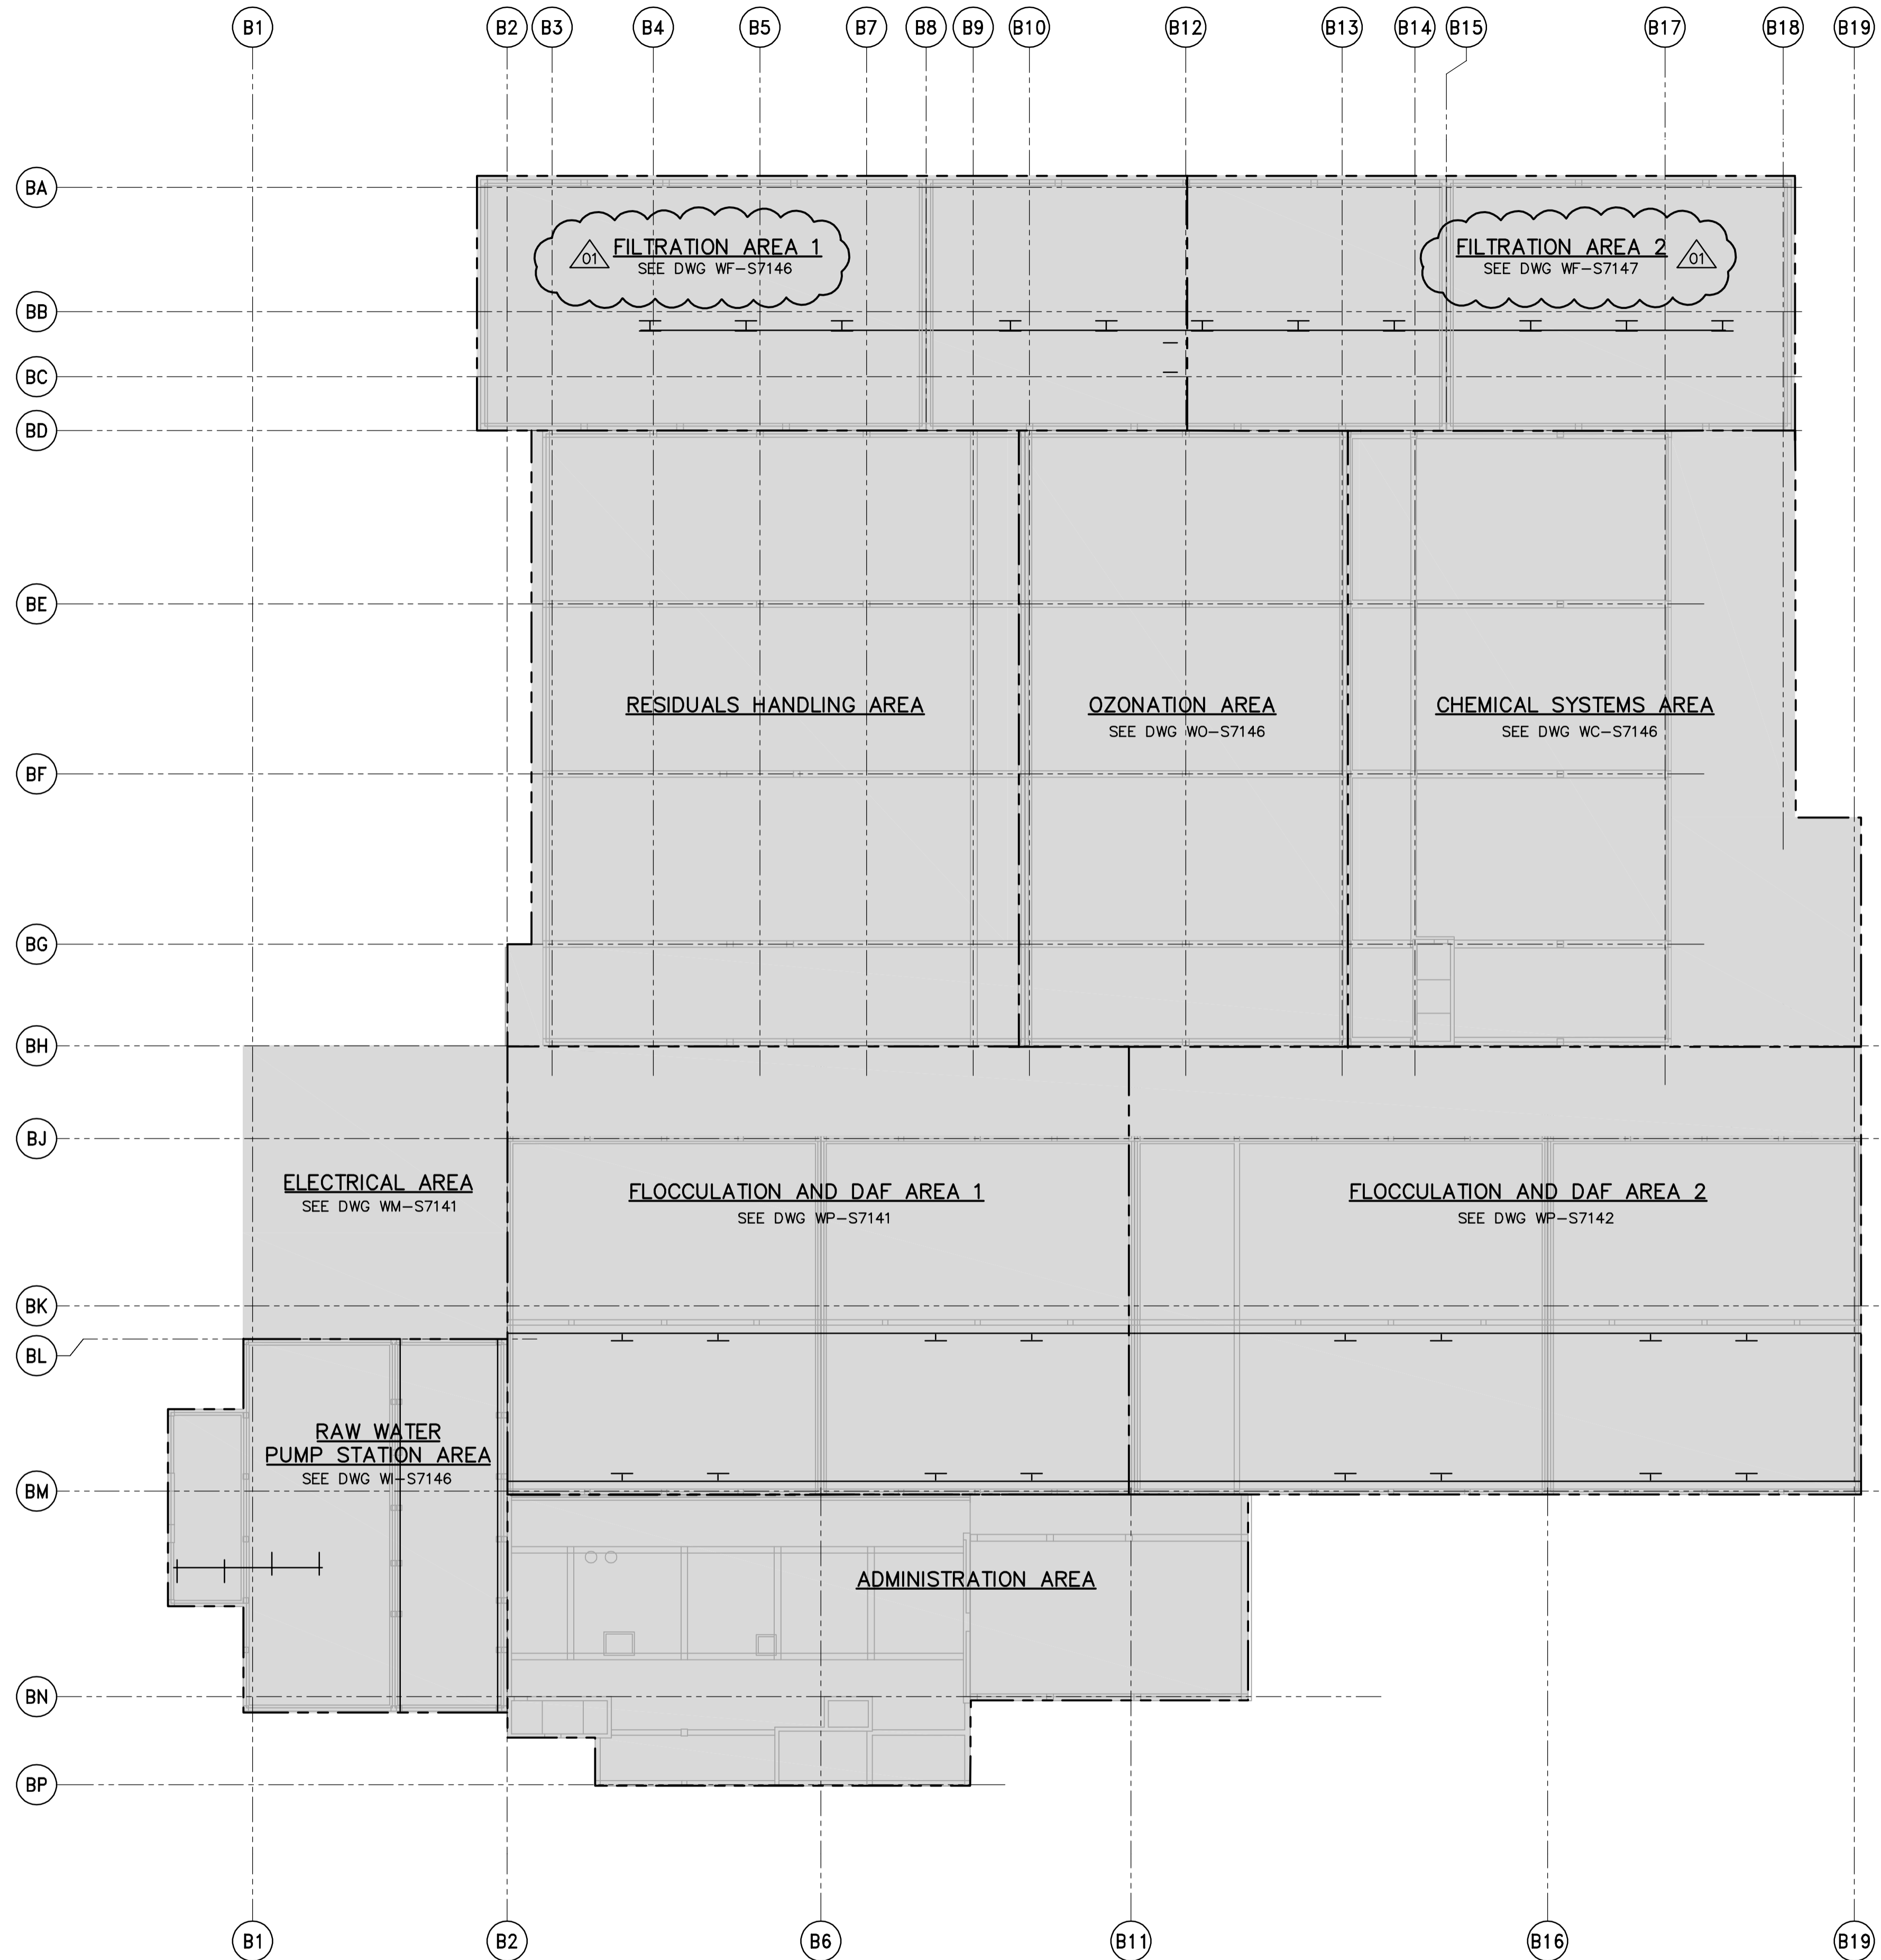 B1
B2
B3
B4
B5
B7
B8
B9
B10
B12
B13
B14
B15
B17
B18
B19
BA
FILTRATION AREA 1
01
SEE DWG WF-S7146
FILTRATION AREA 2
01
SEE DWG WF-S7147
BB
BC
BD
BE
RESIDUALS HANDLING AREA
OZONATION AREA
SEE DWG WO-S7146
CHEMICAL SYSTEMS AREA
SEE DWG WC-S7146
BF
BG
BH
BJ
ELECTRICAL AREA
SEE DWG WM-S7141
FLOCCULATION AND DAF AREA 1
SEE DWG WP-S7141
FLOCCULATION AND DAF AREA 2
SEE DWG WP-S7142
BK
BL
RAW WATER
PUMP STATION AREA
SEE DWG WI-S7146
BM
ADMINISTRATION AREA
BN
BP
B1
B2
B6
B11
B16
B19